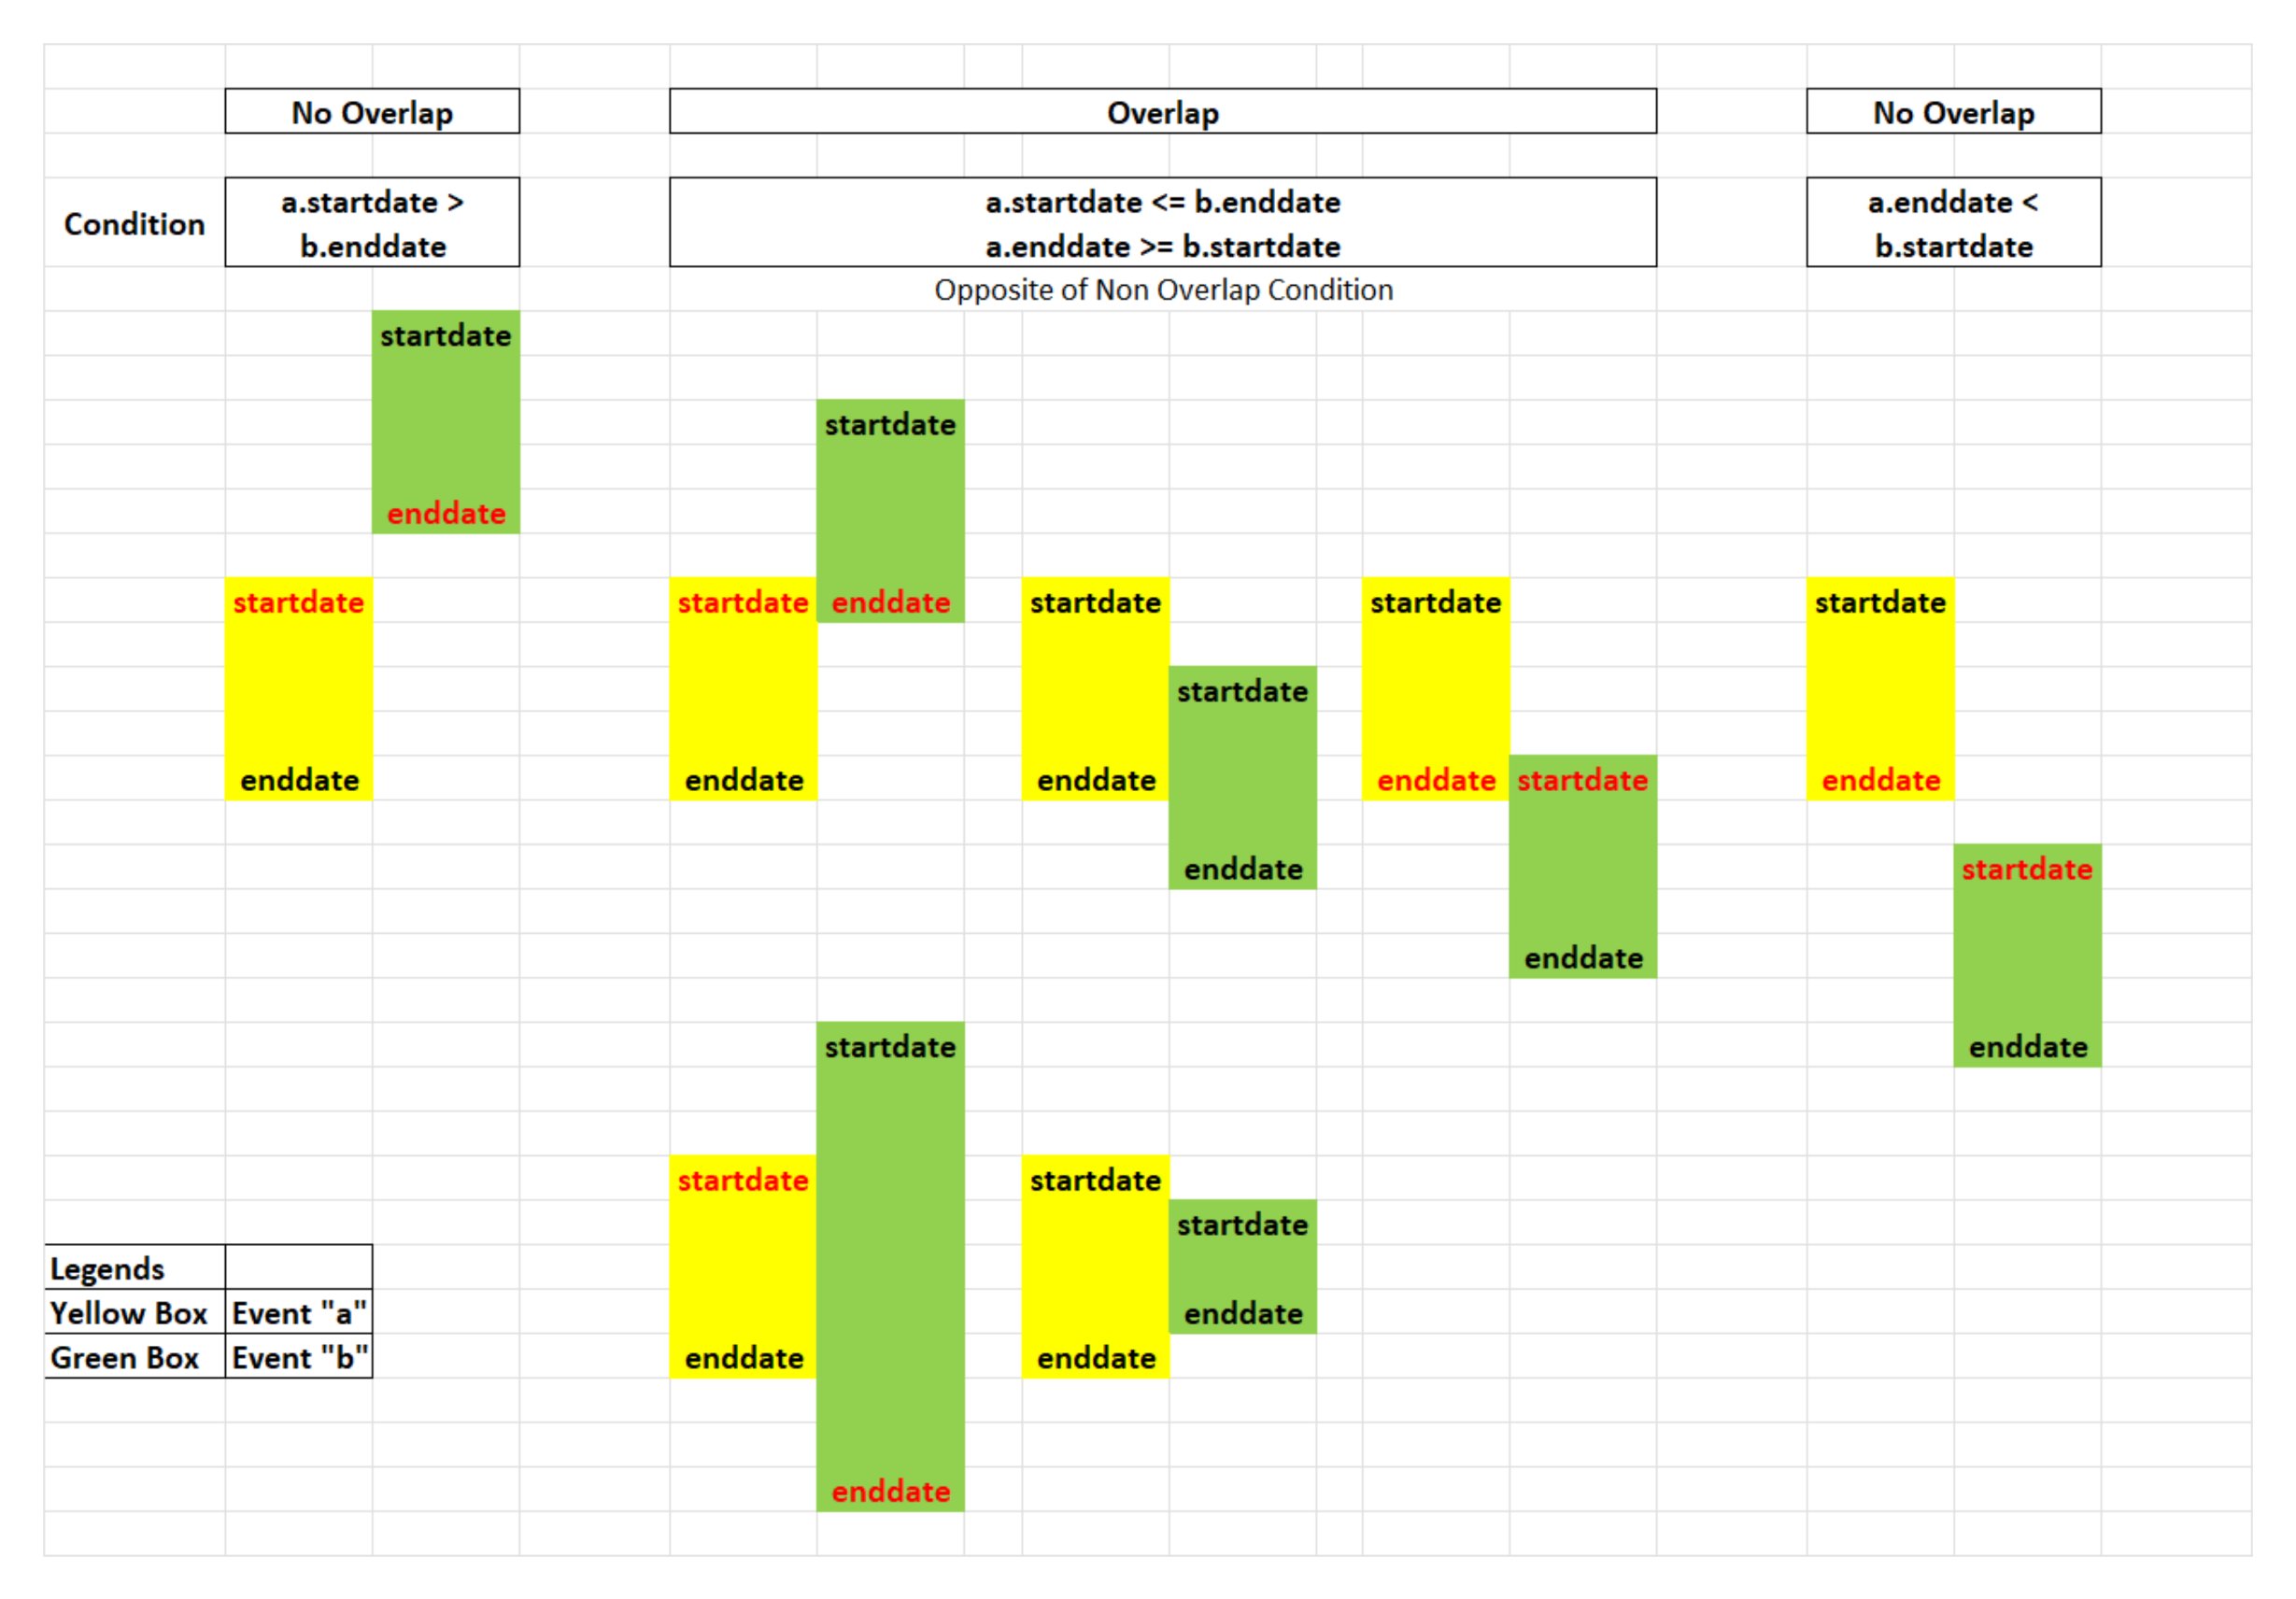 No Overlap
Overlap
No Overlap
Condition
a.startdate >
b.enddate
a.startdate <= b.enddate
a.enddate >= b.startdate
a.enddate <
b.startdate
Opposite of Non Overlap Condition
startdate
startdate
enddate
startdate
startdate
enddate
startdate
startdate
startdate
startdate
enddate
enddate
enddate
enddate
startdate
enddate
enddate
startdate
enddate
startdate
enddate
startdate
startdate
startdate
Legends
Yellow Box
Event "a"
enddate
Green Box
Event "b"
enddate
enddate
enddate